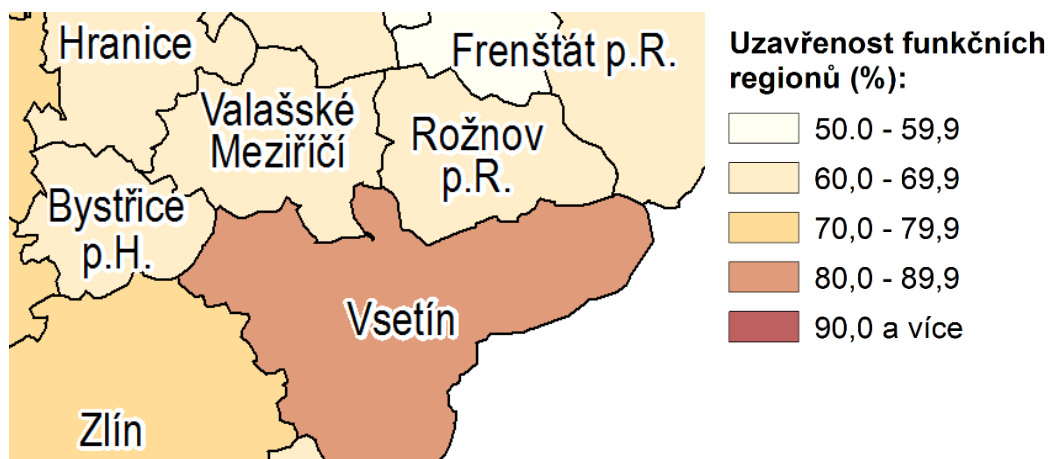 Hranice
Frenštát p.R.
Valašské
Meziříčí
Rožnov
p.R.
Bystřice
p.H.
Vsetín
Zlín
Uzavřenost funkčních
regionů (%):
50.0 - 59,9
60,0 - 69,9
70,0 - 79,9
80,0 - 89,9
90,0 a více